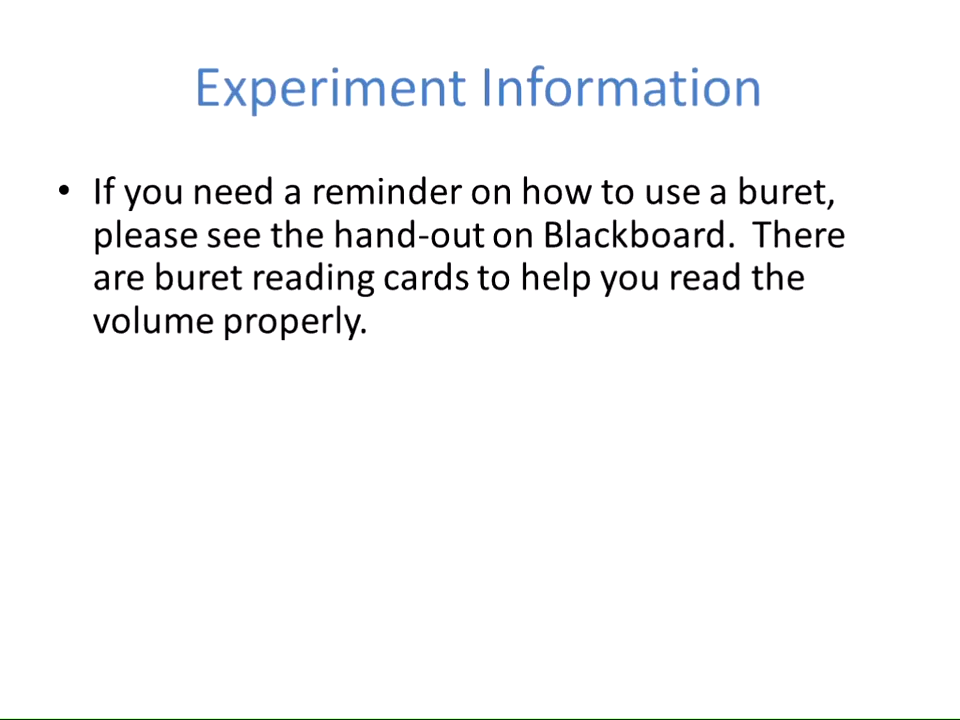 Experiment Information
• If you need a reminder on how to use a buret,
please see the hand-out on Blackboard.  There
are buret reading cards to help you read the
volume properly.